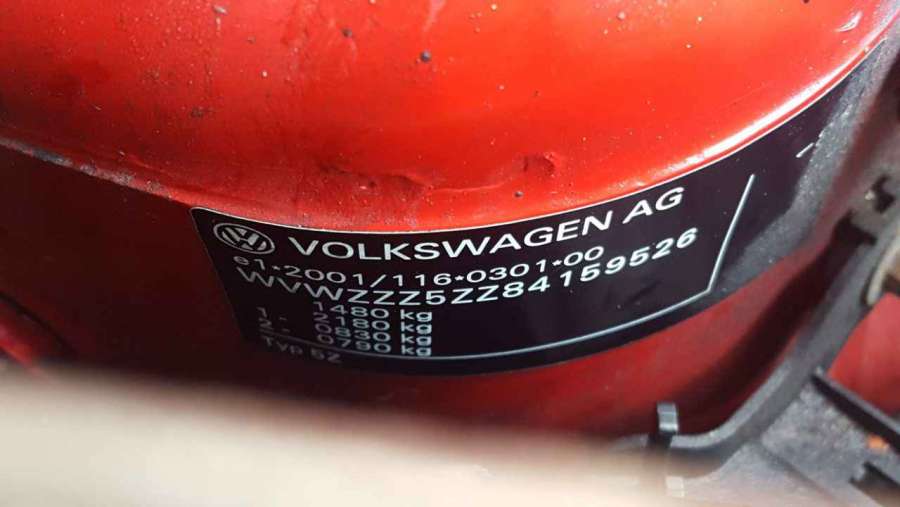 VOLKSWAGEN AG
e1*2001/116*0301*00
WVWZZZ5ZZ84159526
1480 kg
2180 kg
1 - 0830 kg
2 - 0790 kg
Typ 5Z